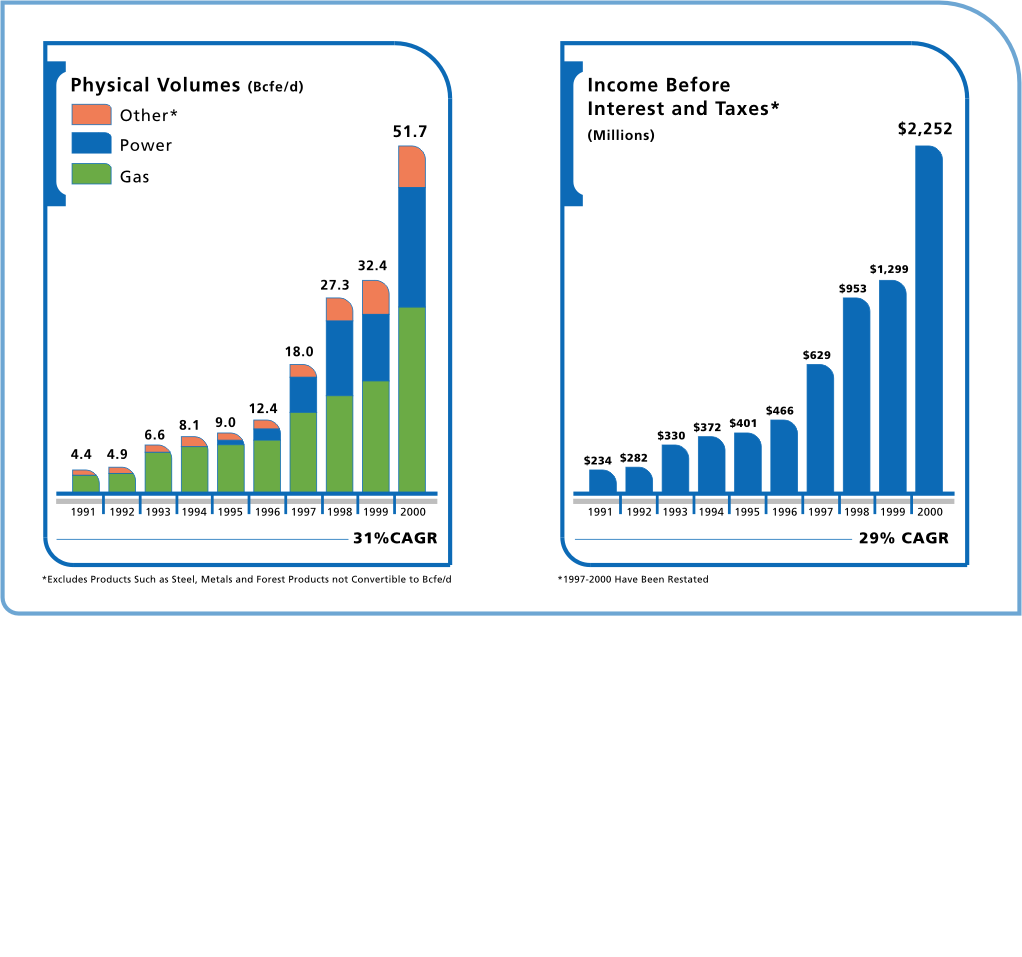 Physical Volumes (Bcfe/d)
Other*
Power
Gas
51.7
32.4
27.3
18.0
12.4
9.0
8.1
6.6
4.9
4.4
1991 1992 1993 1994 1995 1996 1997 1998 1999 2000
31%CAGR
*Excludes Products Such as Steel, Metals and Forest Products not Convertible to Bcfe/d
Income Before
Interest and Taxes*
(Millions)
$2,252
$1,299
$953
$629
$466
$401
$372
$330
$282
$234
1991 1992 1993 1994 1995 1996 1997 1998 1999 2000
29% CAGR
*1997-2000 Have Been Restated